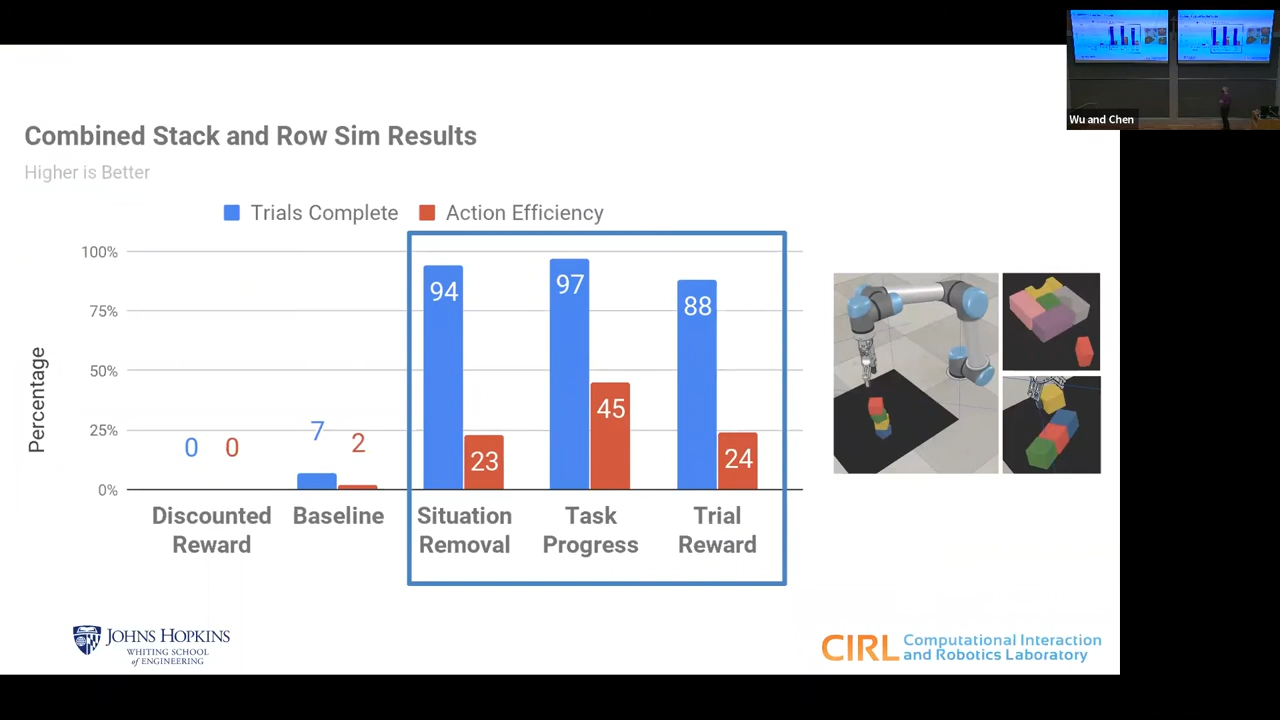 Wu and Chen
Combined Stack and Row Sim Results
Higher is Better
Trials Complete
Action Efficiency
Percentage
100%
75%
50%
25%
0%
0
0
7
2
94
23
97
45
88
24
Discounted
Reward
Baseline
Situation
Removal
Task
Progress
Trial
Reward
JOHNS HOPKINS
WHITING SCHOOL
of ENGINEERING
CIRL
Computational Interaction
and Robotics Laboratory